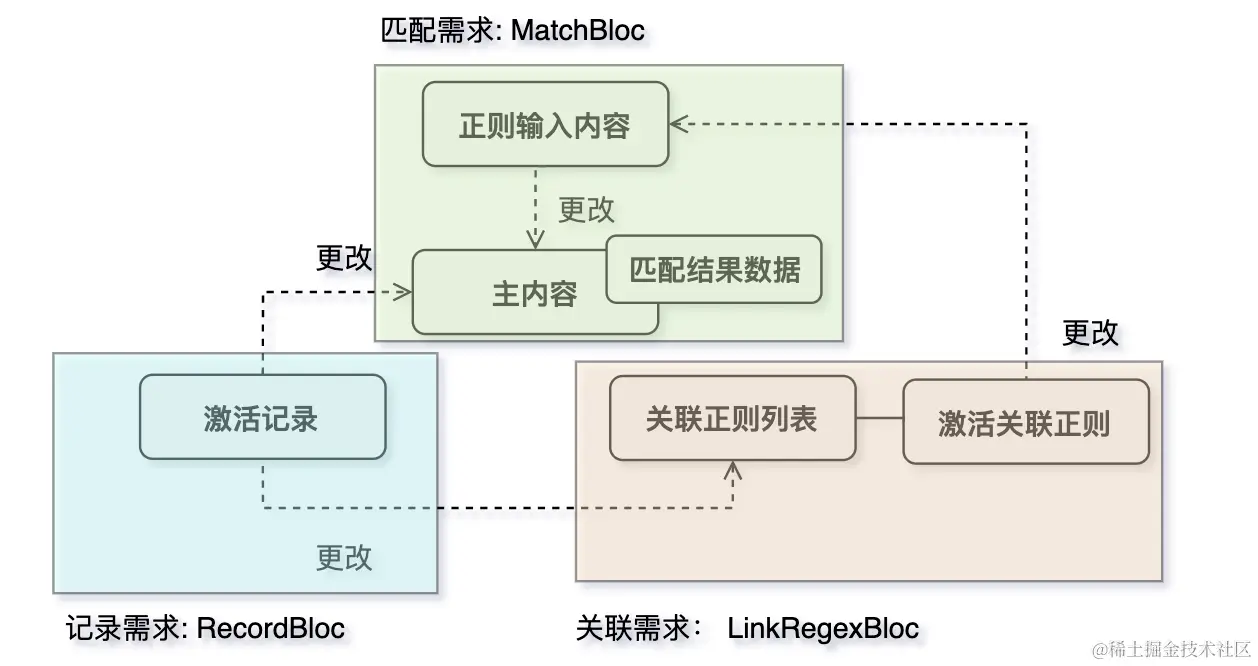 匹配需求: MatchBloc
正则输入内容
更改
更改
匹配结果数据
主内容
更改
激活记录
关联正则列表
激活关联正则
更改
记录需求: RecordBloc
关联需求： LinkRegexBloc
@稀土掘金技术社区